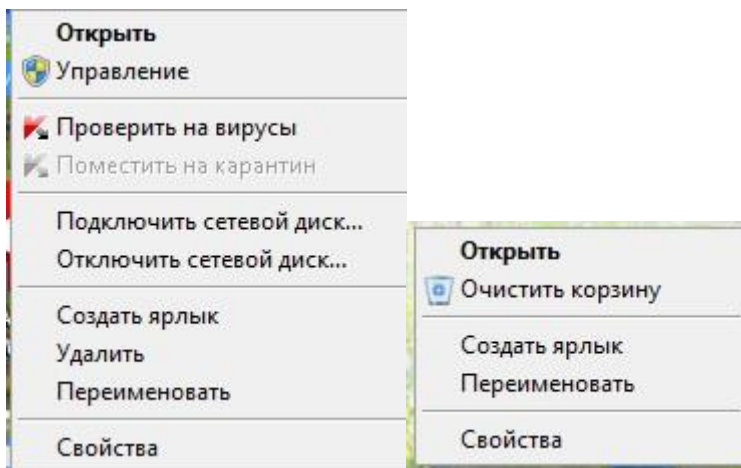 Открыть
Управление
Проверить на вирусы
Поместить на карантин
Подключить сетевой диск...
Отключить сетевой диск...
Создать ярлык
Удалить
Переименовать
Свойства
Открыть
Очистить корзину
Создать ярлык
Переименовать
Свойства